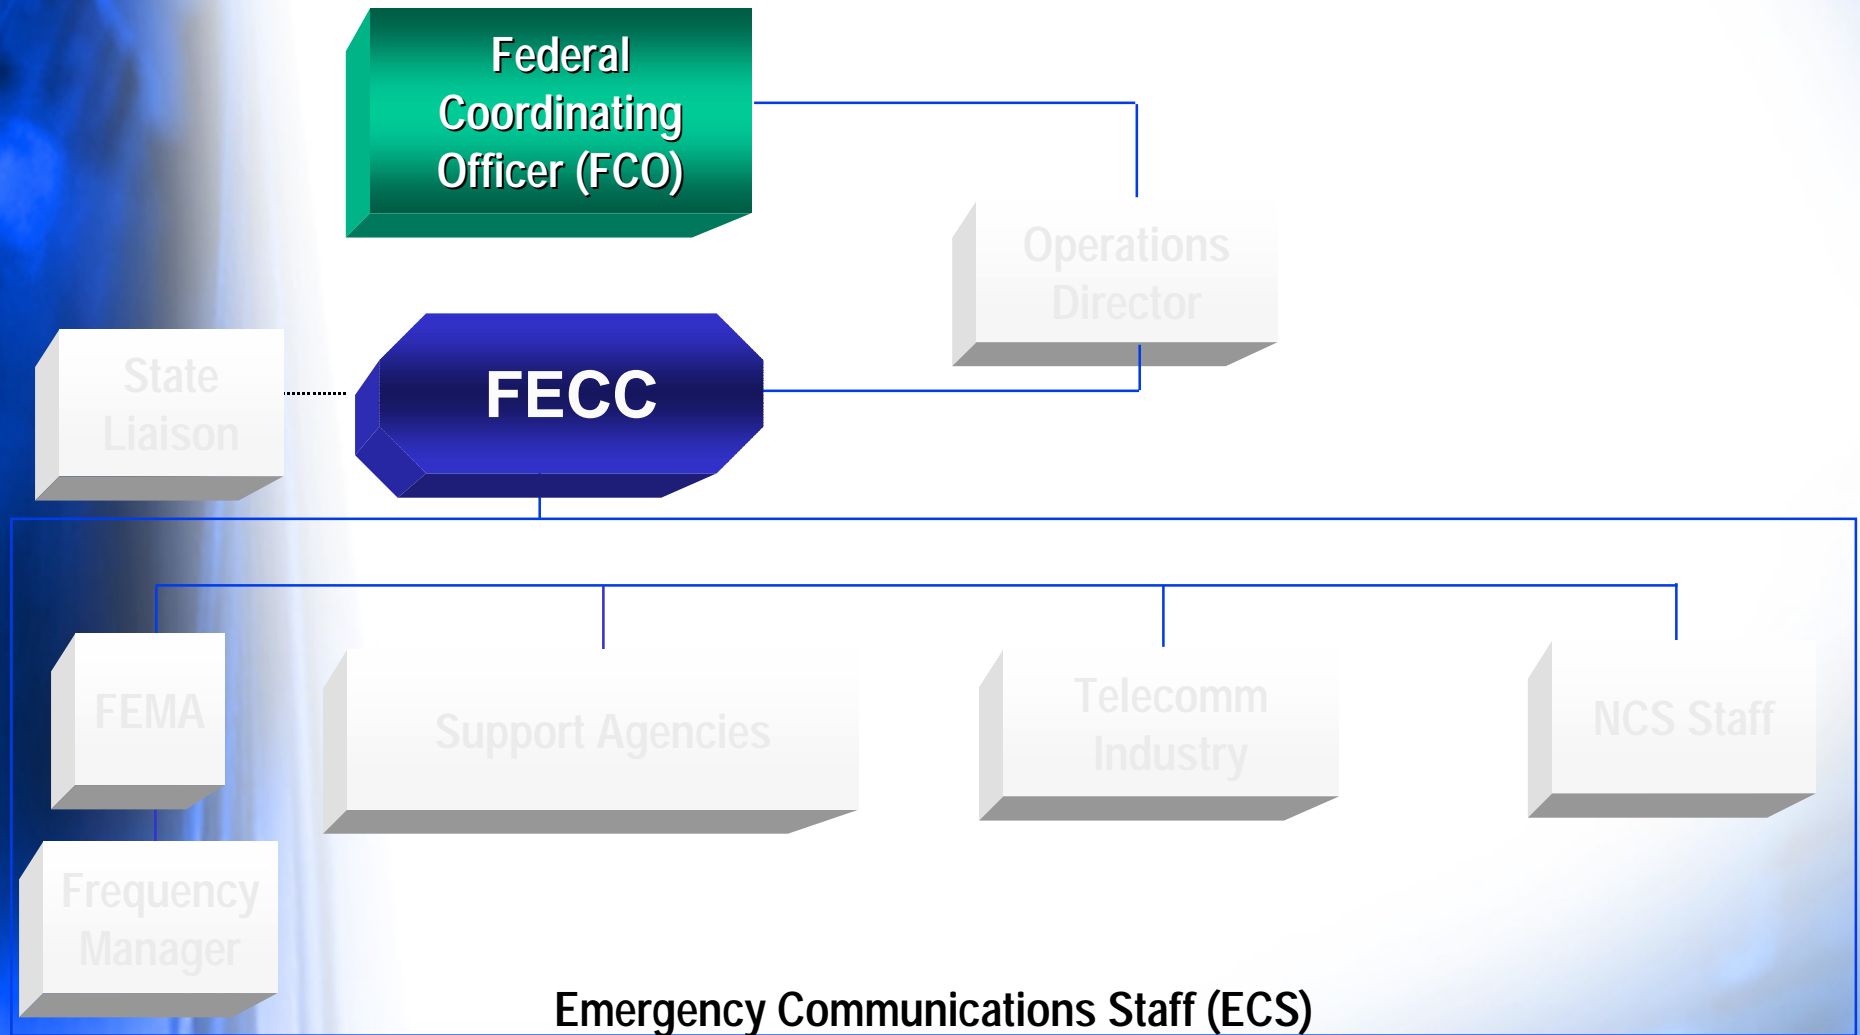 Federal
Coordinating
Officer (FCO)
Operations
Director
State
Liaison
FECC
FEMA
Support Agencies
Telecomm
Industry
NCS Staff
Frequency
Manager
Emergency Communications Staff (ECS)